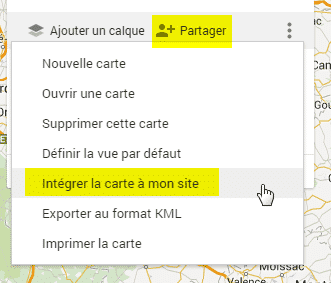 Ajouter un calque Partager
Nouvelle carte
Ouvrir une carte
Supprimer cette carte
Définir la vue par défaut
Intégrer la carte à mon site
Exporter au format KML
Imprimer la carte
Moissac
Valence